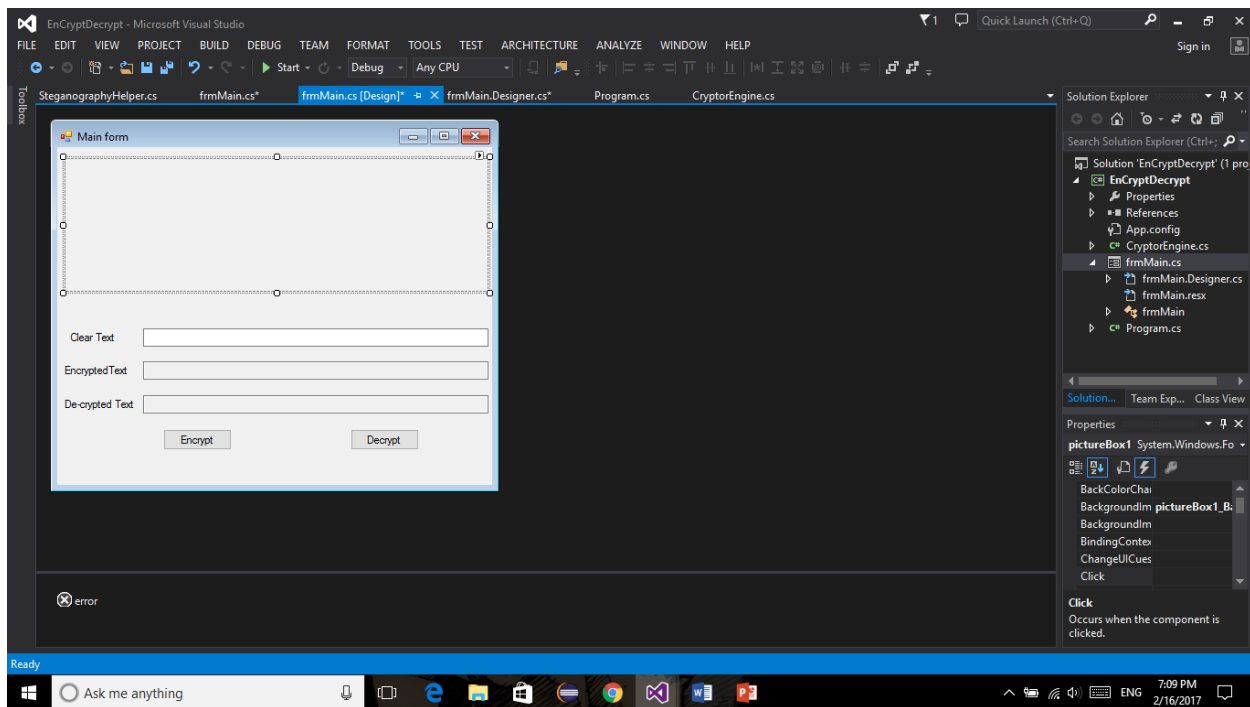 EnCryptDecrypt - Microsoft Visual Studio
1
Quick Launch (Ctrl+Q)
FILE EDIT VIEW PROJECT BUILD DEBUG TEAM FORMAT TOOLS TEST ARCHITECTURE ANALYZE WINDOW HELP
Sign in
Start Debug Any CPU
Toolbox
SteganographyHelper.cs frmMain.cs* frmMain.cs [Design]* frmMain.Designer.cs* Program.cs CryptorEngine.cs
Main form
Clear Text
EncryptedText
De-crypted Text
Encrypt Decrypt
error
Solution Explorer
Search Solution Explorer (Ctrl+;
Solution 'EnCryptDecrypt' (1 pro
C# EnCryptDecrypt
Properties
References
App.config
C# CryptorEngine.cs
frmMain.cs
frmMain.Designer.cs
frmMain.resx
frmMain
C# Program.cs
Solution... Team Exp... Class View
Properties
pictureBox1 System.Windows.Fo
BackColorChai
BackgroundIm pictureBox1_B
BackgroundIm
BindingContex
ChangeUICues
Click
Click
Occurs when the component is
clicked.
Ready
Ask me anything
ENG
7:09 PM
2/16/2017